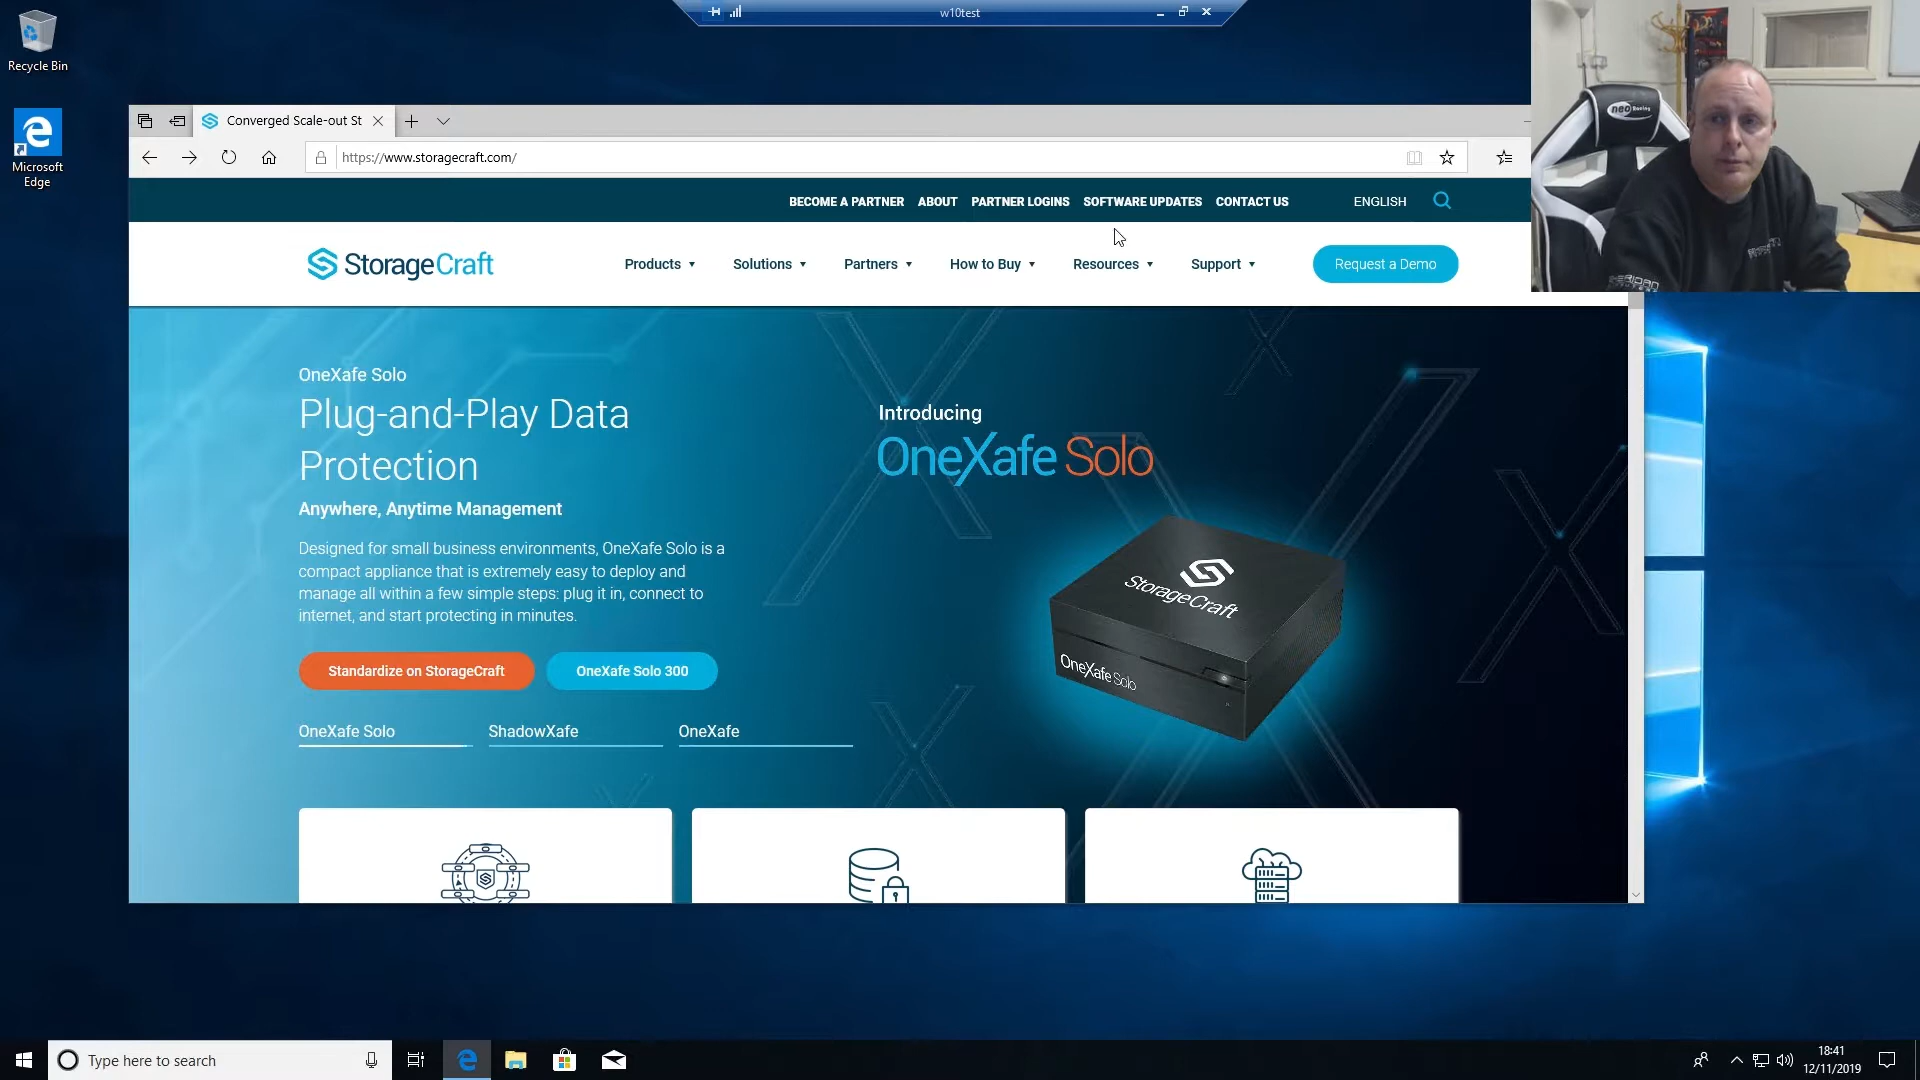 w10test
Recycle Bin
Microsoft
Edge
Converged Scale-out St
https://www.storagecraft.com/
BECOME A PARTNER ABOUT PARTNER LOGINS SOFTWARE UPDATES CONTACT US ENGLISH
StorageCraft
Products Solutions Partners How to Buy Resources Support Request a Demo
OneXafe Solo
Plug-and-Play Data
Protection
Anywhere, Anytime Management
Designed for small business environments, OneXafe Solo is a
compact appliance that is extremely easy to deploy and
manage all within a few simple steps: plug it in, connect to
internet, and start protecting in minutes.
Standardize on StorageCraft OneXafe Solo 300
OneXafe Solo ShadowXafe OneXafe
Introducing
OneXafe Solo
StorageCraft
OneXafe Solo
neo
Type here to search
18:41
12/11/2019